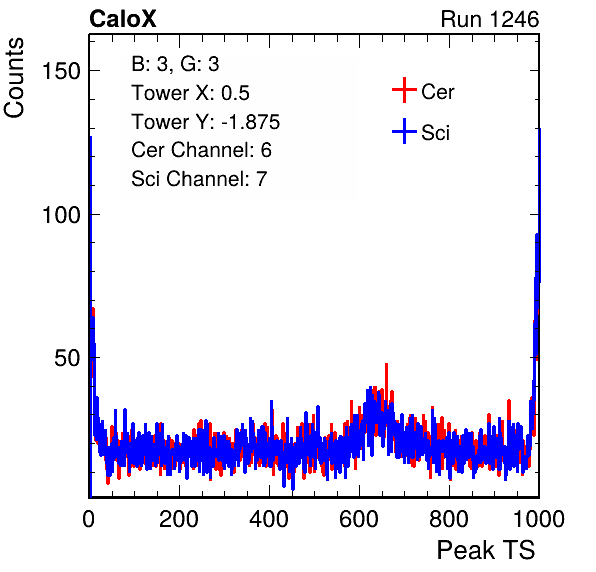 CaloX Run 1246
Counts
B: 3, G: 3
Tower X: 0.5
Tower Y: -1.875
Cer Channel: 6
Sci Channel: 7
Cer
Sci
150
100
50
0 200 400 600 800 1000
Peak TS